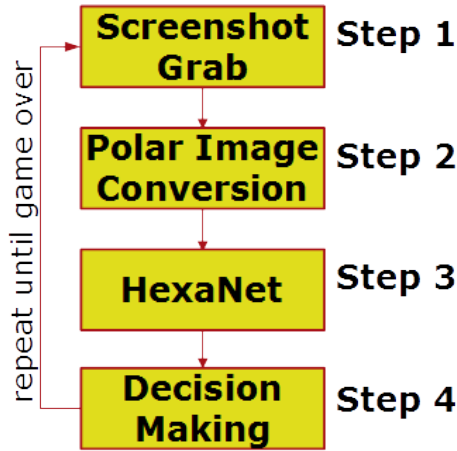 Screenshot
Grab
Step 1
Polar Image
Conversion
Step 2
HexaNet
Step 3
Decision
Making
Step 4
repeat until game over